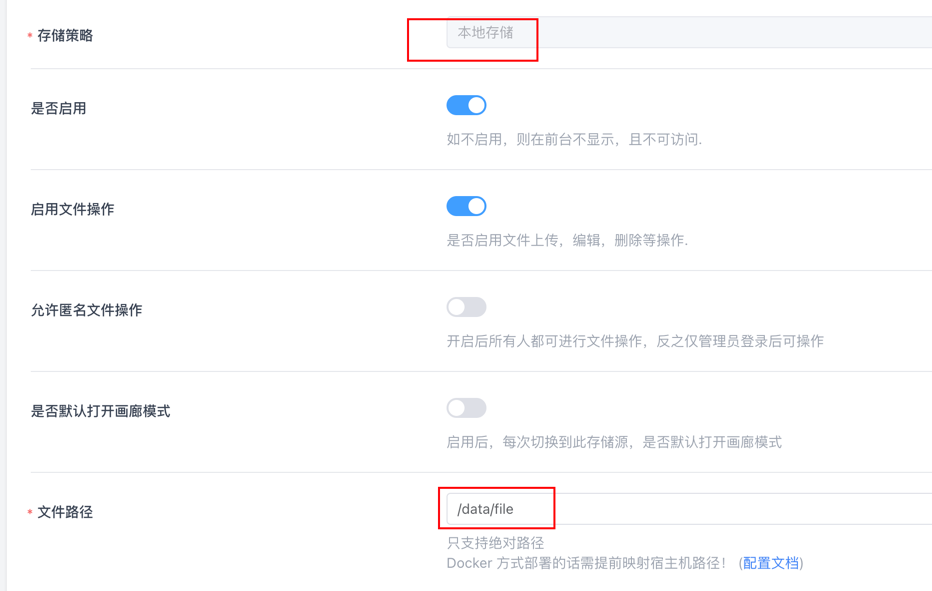 * 存储策略
本地存储
是否启用
如不启用，则在前台不显示，且不可访问.
启用文件操作
是否启用文件上传，编辑，删除等操作.
允许匿名文件操作
开启后所有人都可进行文件操作，反之仅管理员登录后可操作
是否默认打开画廊模式
启用后，每次切换到此存储源，是否默认打开画廊模式
* 文件路径
/data/file
只支持绝对路径
Docker 方式部署的话需提前映射宿主机路径！ (配置文档)